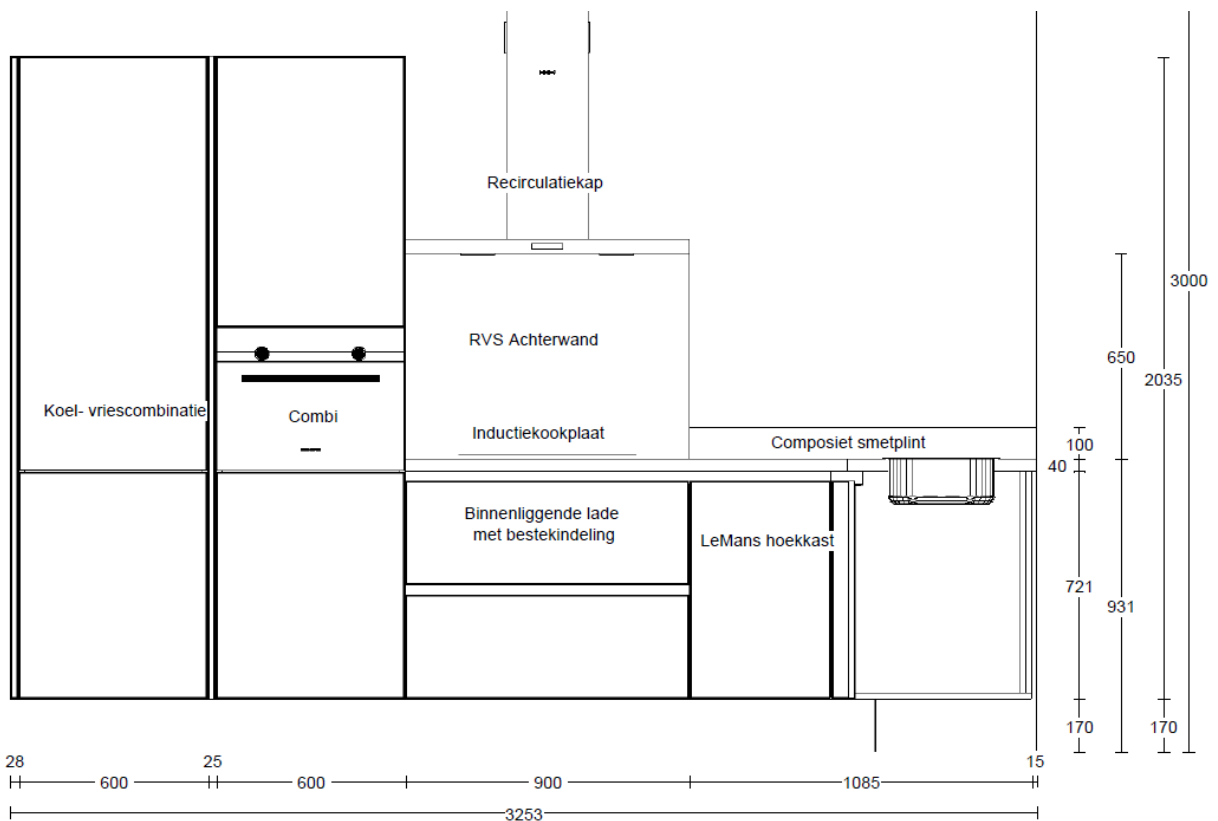 Recirculatiekap
3000
RVS Achterwand
650
2035
Koel- vriescombinatie
Combi
Inductiekookplaat
Composiet smetplint
100
40
Binnenliggende lade
met bestekindeling
LeMans hoekkast
721
931
170
170
28
25
15
600
600
900
1085
3253